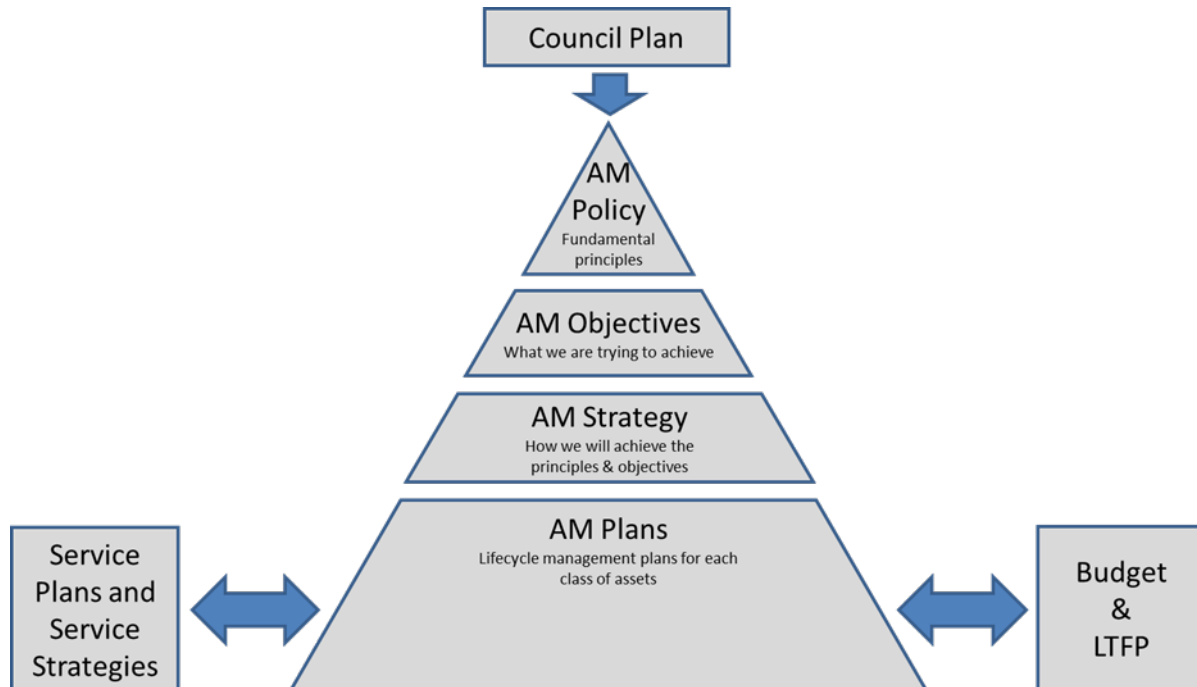 Council Plan
AM
Policy
Fundamental
principles
AM Objectives
What we are trying to achieve
AM Strategy
How we will achieve the
principles & objectives
AM Plans
Lifecycle management plans for each
class of assets
Service
Plans and
Service
Strategies
Budget
&
LTFP